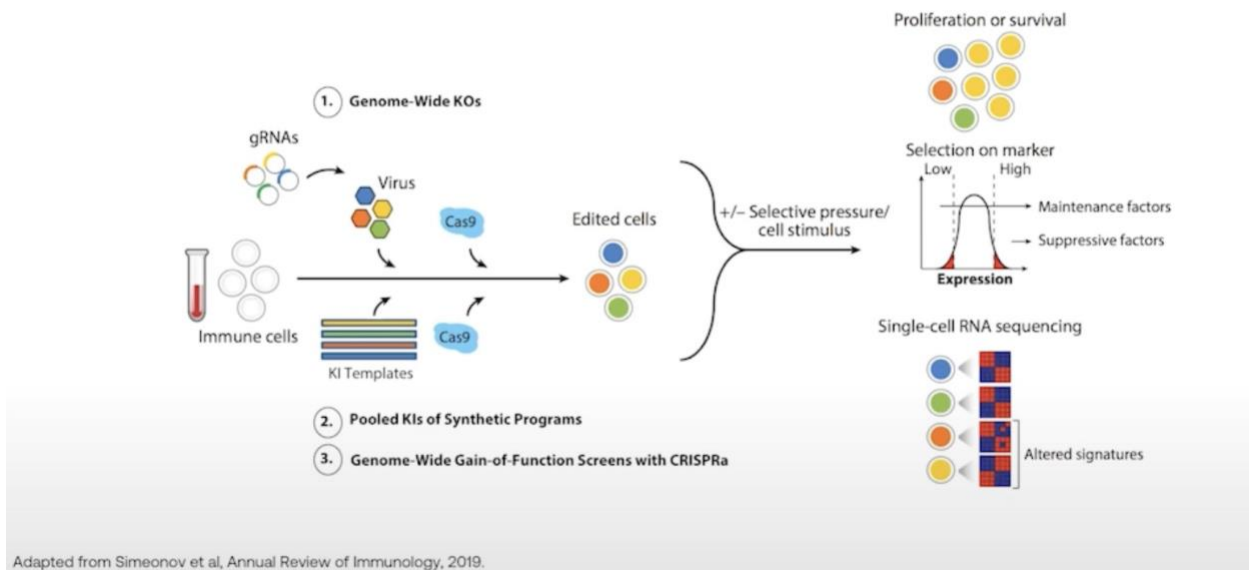 1. Genome-Wide KOs
gRNAs
Virus
Cas9
Immune cells
KI Templates
Cas9
Edited cells
2. Pooled KIs of Synthetic Programs
3. Genome-Wide Gain-of-Function Screens with CRISPRa
+/– Selective pressure/
cell stimulus
Proliferation or survival
Selection on marker
Low
High
Maintenance factors
Suppressive factors
Expression
Single-cell RNA sequencing
Altered signatures
Adapted from Simeonov et al, Annual Review of Immunology, 2019.